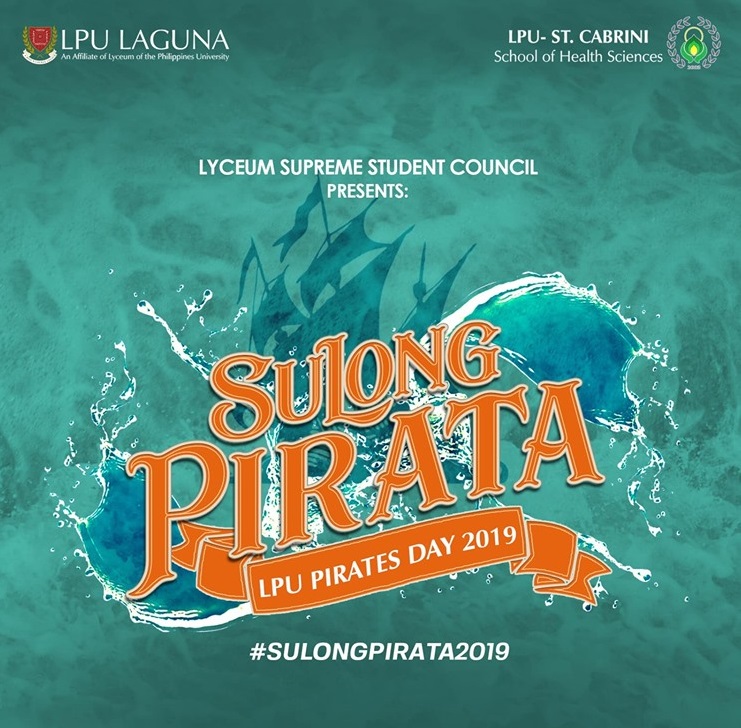 LPU LAGUNA
An Affiliate of Lyceum of the Philippines University
LPU- ST. CABRINI
School of Health Sciences
LYCEUM SUPREME STUDENT COUNCIL
PRESENTS:
SULONG
PIRATA
LPU PIRATES DAY 2019
#SULONGPIRATA2019